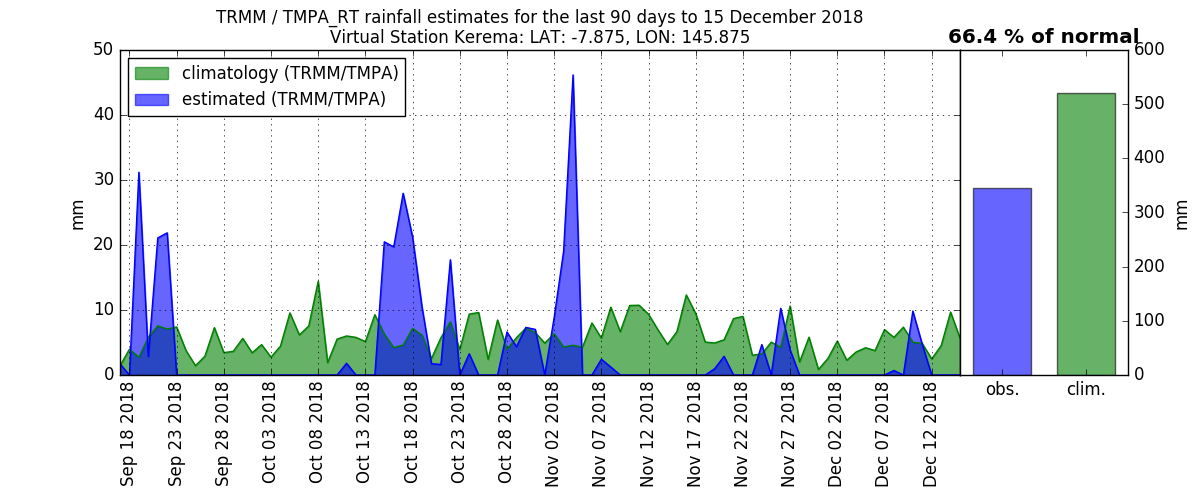 TRMM / TMPA_RT rainfall estimates for the last 90 days to 15 December 2018
Virtual Station Kerema: LAT: -7.875, LON: 145.875
66.4 % of normal
climatology (TRMM/TMPA)
estimated (TRMM/TMPA)
50
40
30
20
10
0
mm
600
500
400
300
200
100
0
mm
obs.
clim.
Sep 18 2018
Sep 23 2018
Sep 28 2018
Oct 03 2018
Oct 08 2018
Oct 13 2018
Oct 18 2018
Oct 23 2018
Oct 28 2018
Nov 02 2018
Nov 07 2018
Nov 12 2018
Nov 17 2018
Nov 22 2018
Nov 27 2018
Dec 02 2018
Dec 07 2018
Dec 12 2018